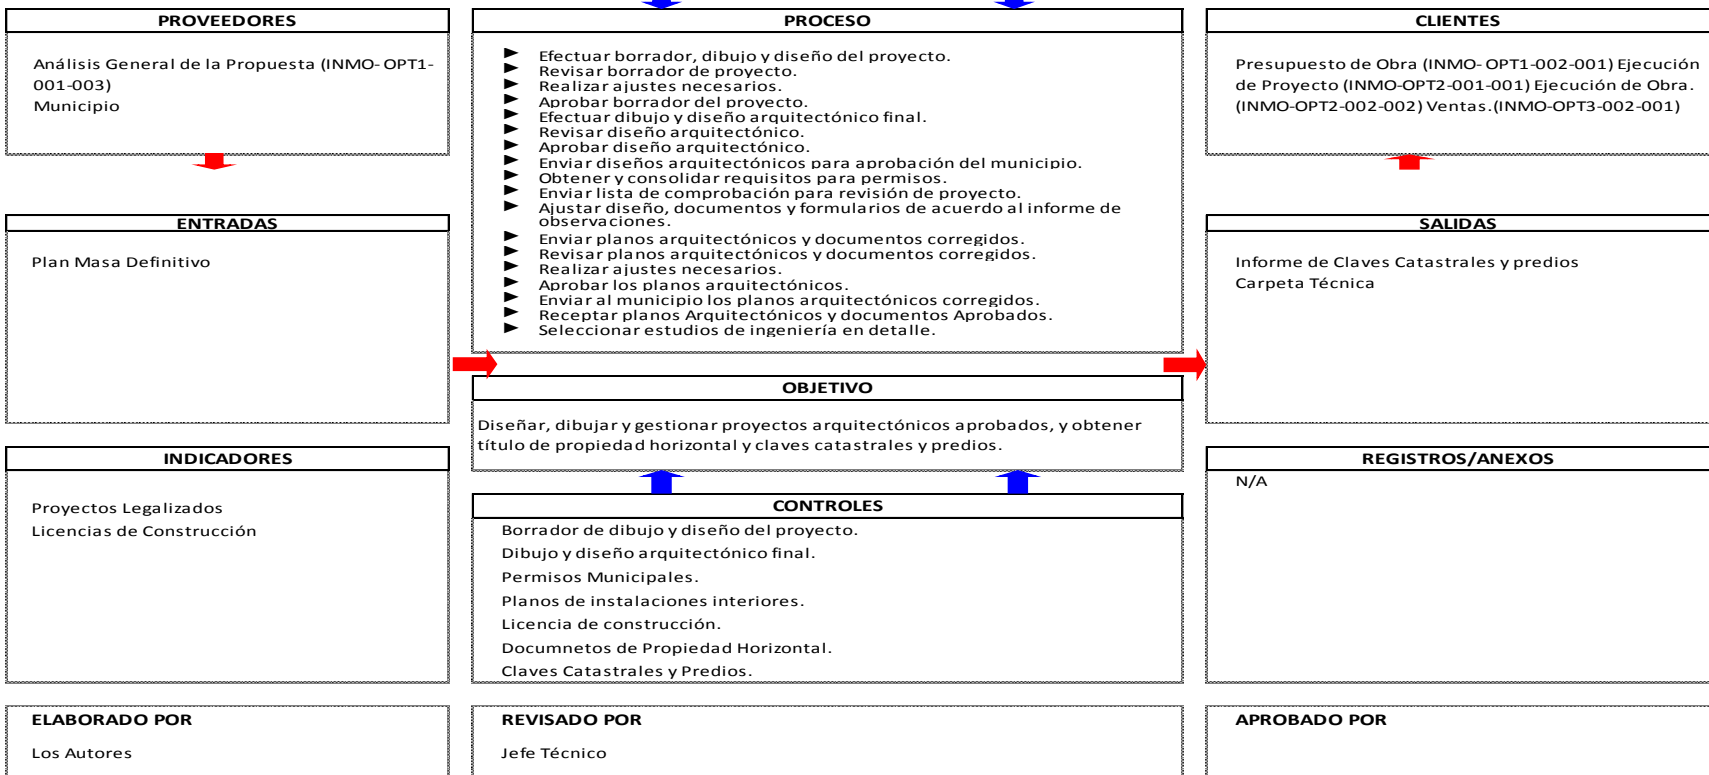 PROVEEDORES
Análisis General de la Propuesta (INMO- OPT1-
001-003)
Municipio
PROCESO
► Efectuar borrador, dibujo y diseño del proyecto.
► Revisar borrador de proyecto.
► Realizar ajustes necesarios.
► Aprobar borrador del proyecto.
► Efectuar dibujo y diseño arquitectónico final.
► Revisar diseño arquitectónico.
► Aprobar diseño arquitectónico.
► Enviar diseños arquitectónicos para aprobación del municipio.
► Obtener y consolidar requisitos para permisos.
► Enviar lista de comprobación para revisión de proyecto.
► Ajustar diseño, documentos y formularios de acuerdo al informe de
observaciones.
► Enviar planos arquitectónicos y documentos corregidos.
► Revisar planos arquitectónicos y documentos corregidos.
► Realizar ajustes necesarios.
► Aprobar los planos arquitectónicos.
► Enviar al municipio los planos arquitectónicos corregidos.
► Receptar planos Arquitectónicos y documentos Aprobados.
► Seleccionar estudios de ingeniería en detalle.
CLIENTES
Presupuesto de Obra (INMO- OPT1-002-001) Ejecución
de Proyecto (INMO-OPT2-001-001) Ejecución de Obra.
(INMO-OPT2-002-002) Ventas.(INMO-OPT3-002-001)
ENTRADAS
Plan Masa Definitivo
SALIDAS
Informe de Claves Catastrales y predios
Carpeta Técnica
OBJETIVO
Diseñar, dibujar y gestionar proyectos arquitectónicos aprobados, y obtener
título de propiedad horizontal y claves catastrales y predios.
INDICADORES
Proyectos Legalizados
Licencias de Construcción
CONTROLES
Borrador de dibujo y diseño del proyecto.
Dibujo y diseño arquitectónico final.
Permisos Municipales.
Planos de instalaciones interiores.
Licencia de construcción.
Documnetos de Propiedad Horizontal.
Claves Catastrales y Predios.
REGISTROS/ANEXOS
N/A
ELABORADO POR
Los Autores
REVISADO POR
Jefe Técnico
APROBADO POR